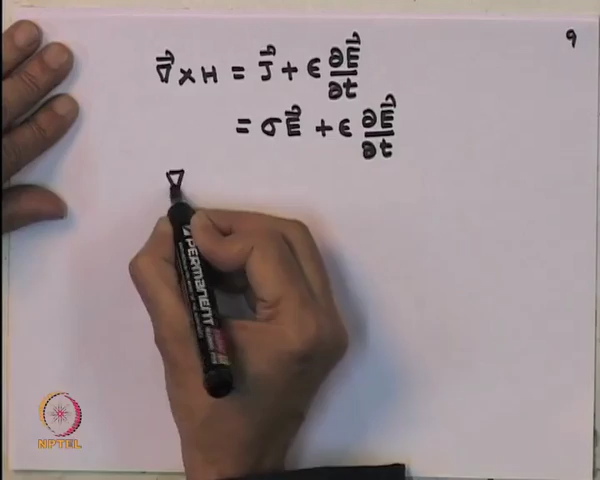 9
∇⃗ × H = J⃗ + ϵ ∂E⃗/∂t
= σE⃗ + ϵ ∂E⃗/∂t
∇
PERMANENT
NPTEL